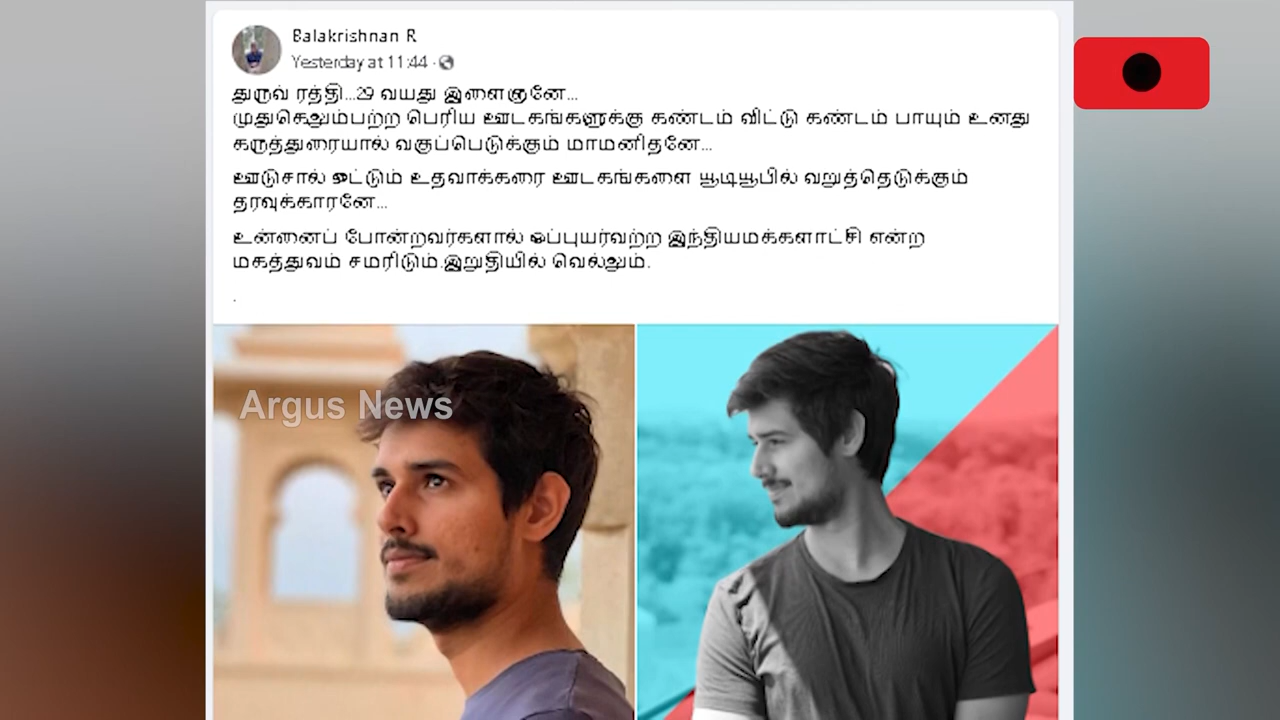 Balakrishnan R
Yesterday at 11:44 ·
துருவ் ரத்தி...29 வயது இளைஞனே...
முதுகெலும்பற்ற பெரிய ஊடகங்களுக்கு கண்டம் விட்டு கண்டம் பாயும் உனது
கருத்துரையால் வகுப்பெடுக்கும் மாமனிதனே...
ஊடுசால் ஒட்டும் உதவாக்கரை ஊடகங்களை யூடியூபில் வறுத்தெடுக்கும்
தரவுக்காரனே...
உன்னைப் போன்றவர்களால் ஒப்புயர்வற்ற இந்தியமக்களாட்சி என்ற
மகத்துவம் சமரிடும்.இறுதியில் வெல்லும்.
.
Argus News